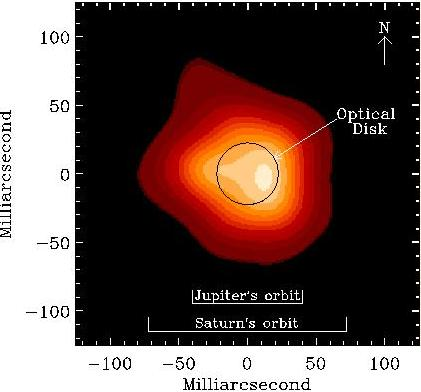 N
100
50
0
−50
−100
Milliarcsecond
Optical
Disk
Jupiter's orbit
Saturn's orbit
−100 −50 0 50 100
Milliarcsecond